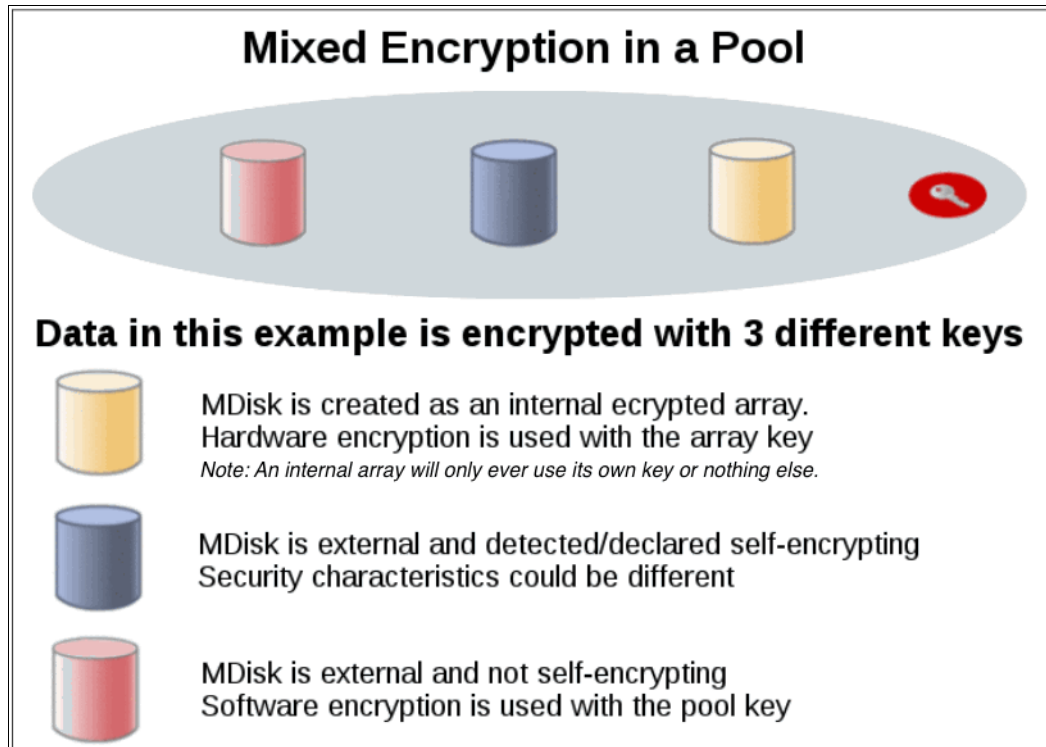 Mixed Encryption in a Pool
Data in this example is encrypted with 3 different keys
MDisk is created as an internal ecrypted array.
Hardware encryption is used with the array key
Note: An internal array will only ever use its own key or nothing else.
MDisk is external and detected/declared self-encrypting
Security characteristics could be different
MDisk is external and not self-encrypting
Software encryption is used with the pool key